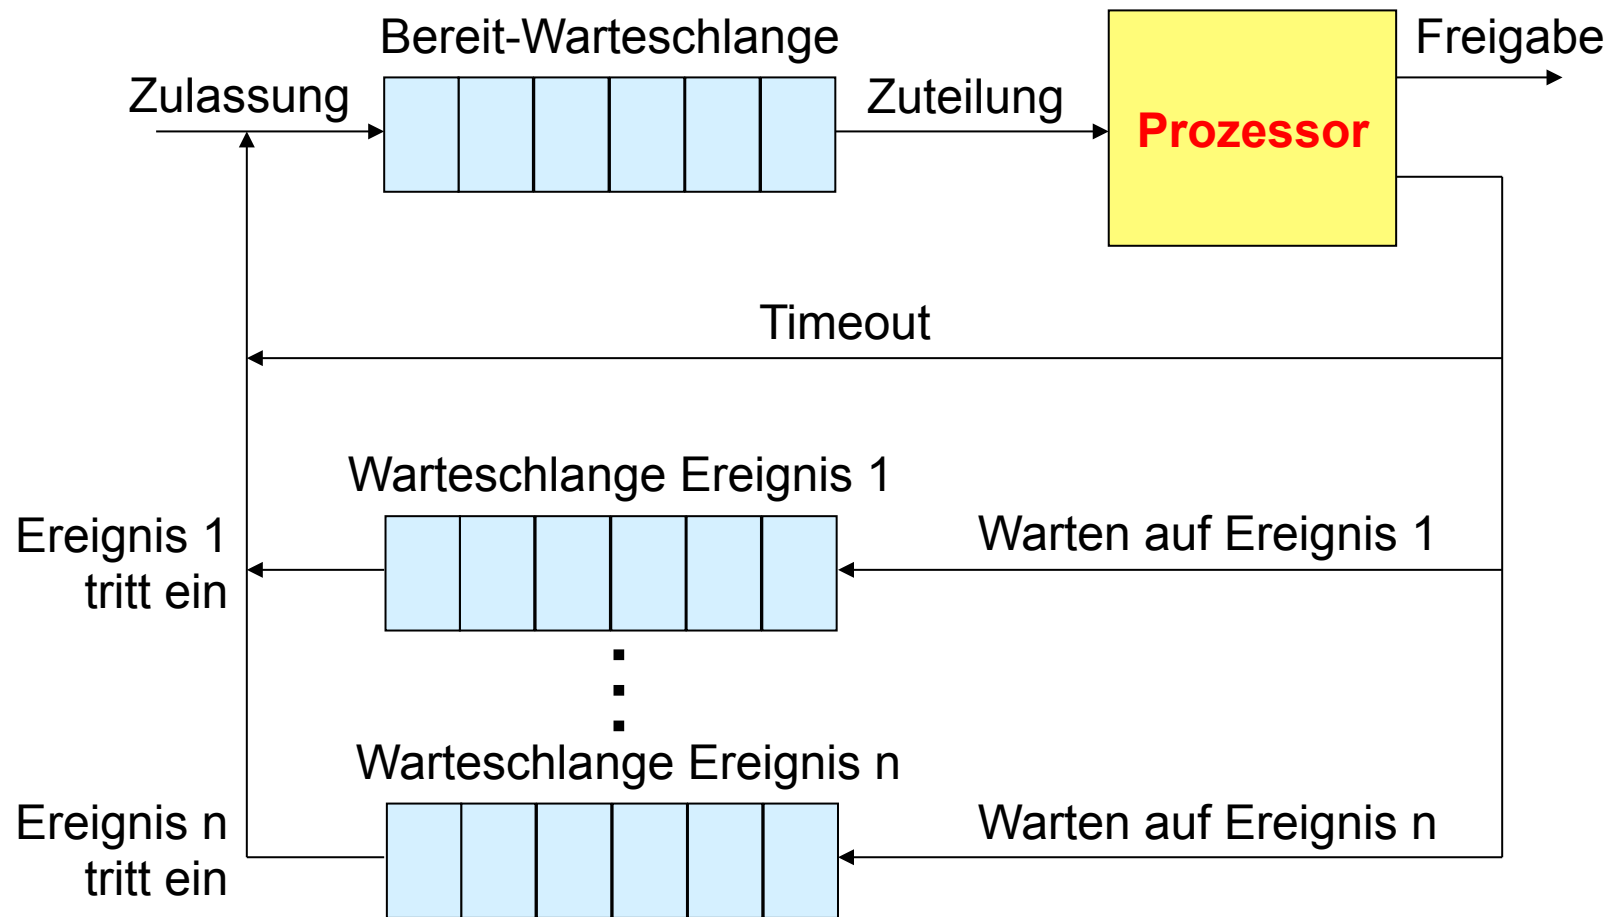 Bereit-Warteschlange
Freigabe
Zulassung
Zuteilung
Prozessor
Timeout
Warteschlange Ereignis 1
Ereignis 1
tritt ein
Warten auf Ereignis 1
Warteschlange Ereignis n
Ereignis n
tritt ein
Warten auf Ereignis n